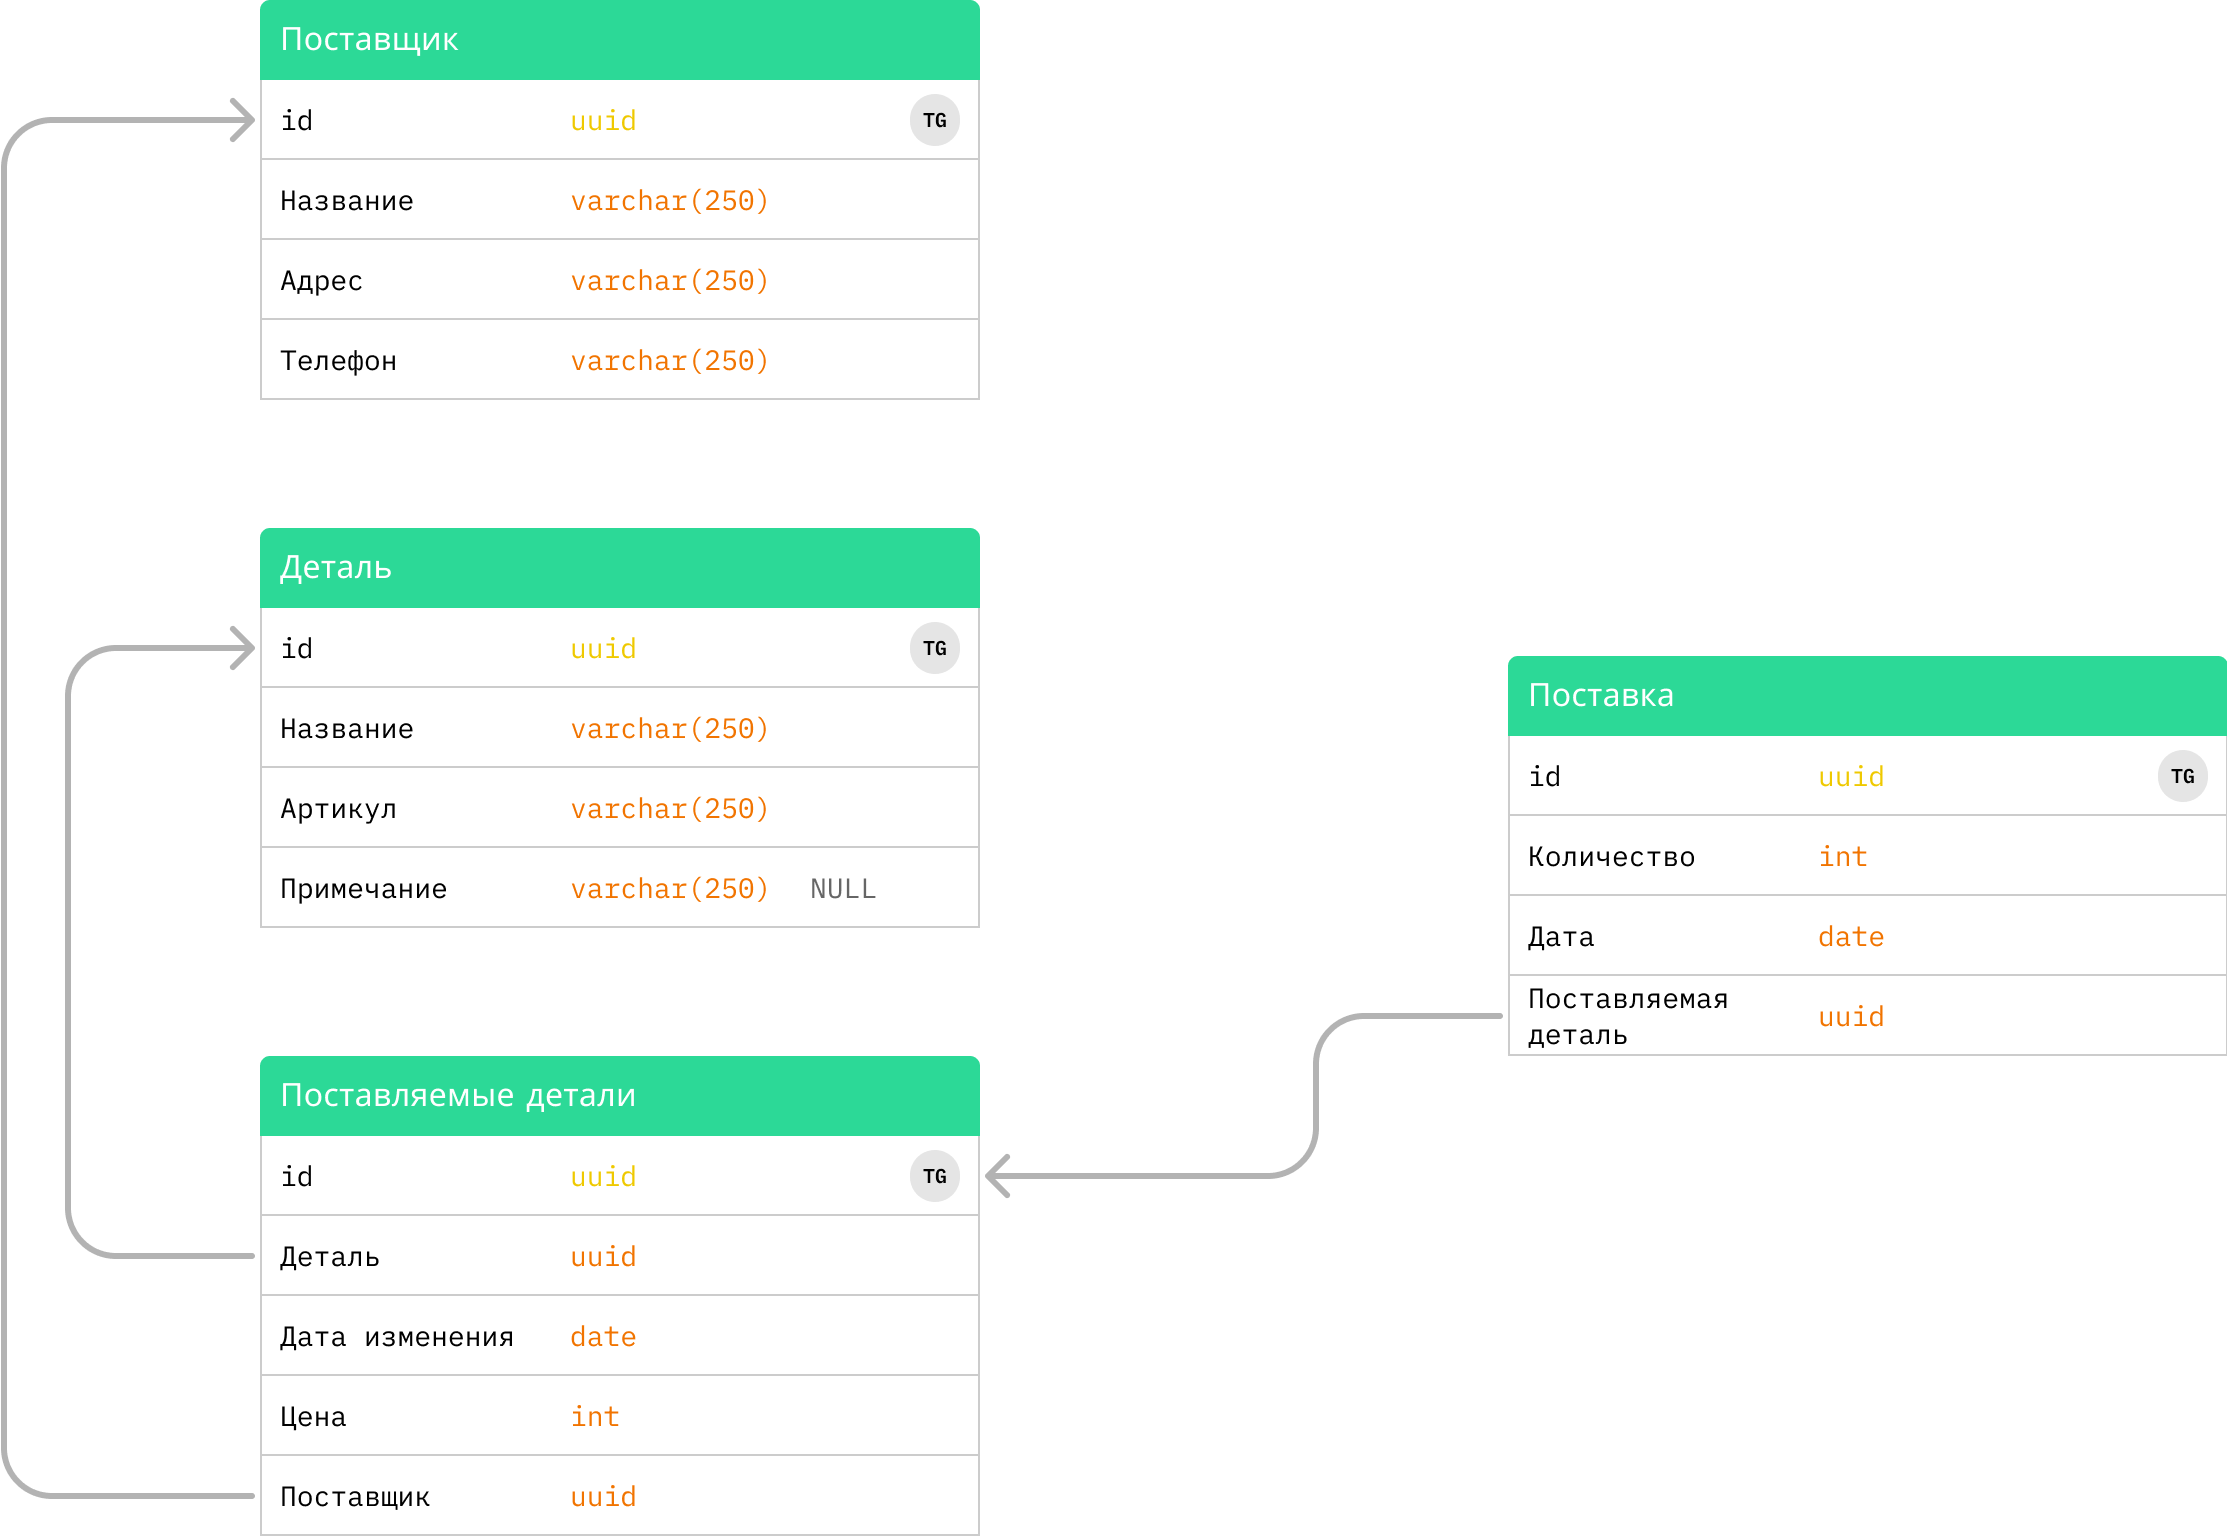 Поставщик
id uuid TG
Название varchar(250)
Адрес varchar(250)
Телефон varchar(250)
Деталь
id uuid TG
Название varchar(250)
Артикул varchar(250)
Примечание varchar(250) NULL
Поставляемые детали
id uuid TG
Деталь uuid
Дата изменения date
Цена int
Поставщик uuid
Поставка
id uuid TG
Количество int
Дата date
Поставляемая
деталь uuid